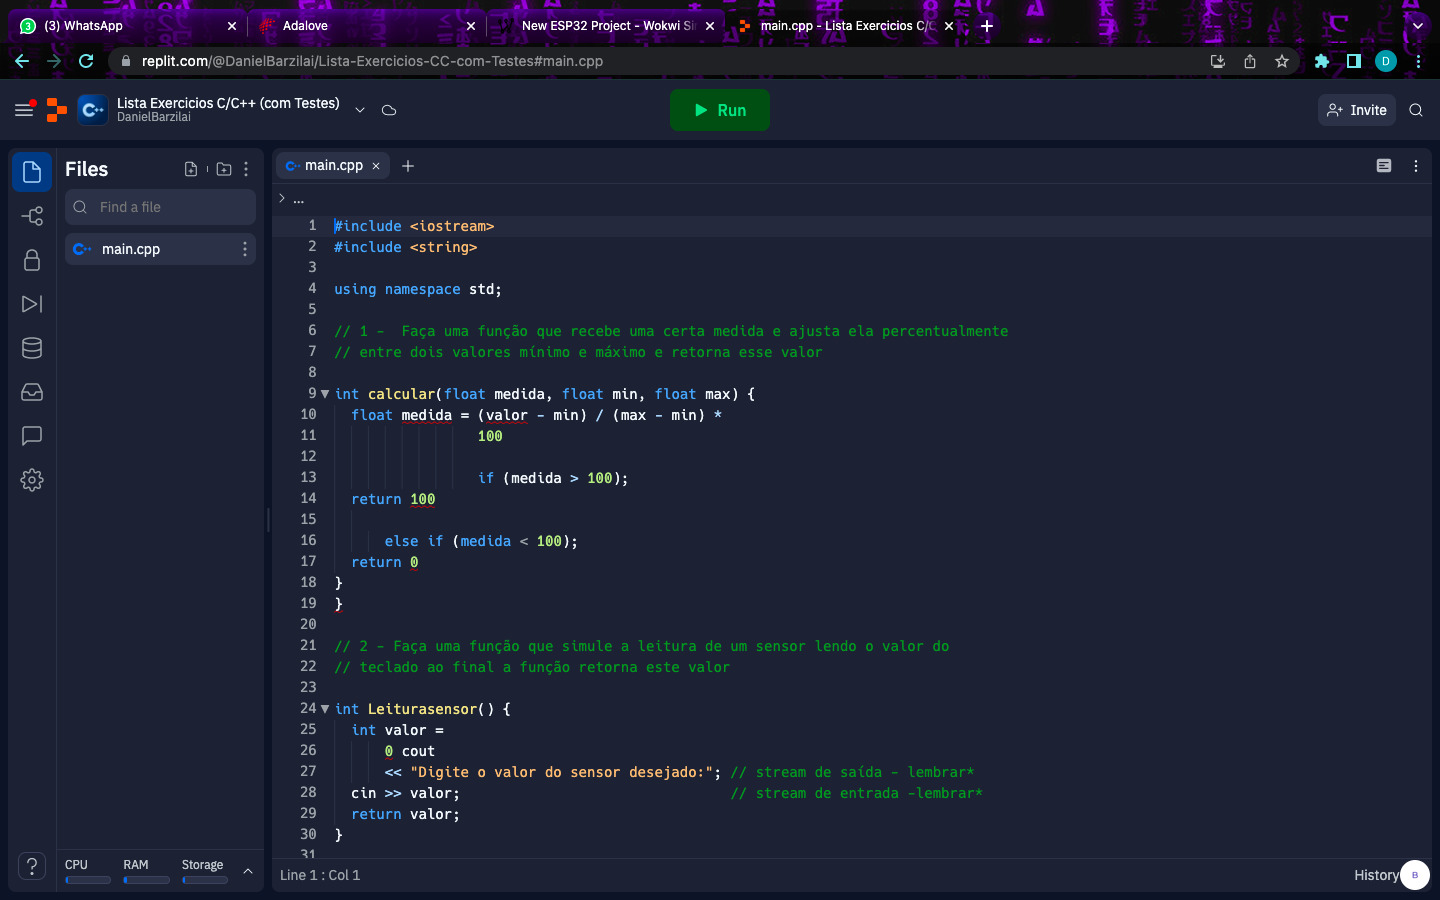 (3) WhatsApp
Adalove
New ESP32 Project - Wokwi Si
main.cpp - Lista Exercicios C/C
replit.com/@DanielBarzilai/Lista-Exercicios-CC-com-Testes#main.cpp
D
Lista Exercicios C/C++ (com Testes)
DanielBarzilai
Run
Invite
Files
Find a file
main.cpp
main.cpp
...
1 #include <iostream>
2 #include <string>
3
4 using namespace std;
5
6 // 1 -  Faça uma função que recebe uma certa medida e ajusta ela percentualmente
7 // entre dois valores mínimo e máximo e retorna esse valor
8
9 int calcular(float medida, float min, float max) {
10 float medida = (valor - min) / (max - min) *
11 100
12
13 if (medida > 100);
14 return 100
15
16 else if (medida < 100);
17 return 0
18 }
19 }
20
21 // 2 - Faça uma função que simule a leitura de um sensor lendo o valor do
22 // teclado ao final a função retorna este valor
23
24 int Leiturasensor() {
25 int valor =
26 0 cout
27 << "Digite o valor do sensor desejado:"; // stream de saída - lembrar*
28 cin >> valor; // stream de entrada -lembrar*
29 return valor;
30 }
31
CPU RAM Storage
Line 1 : Col 1
History
B